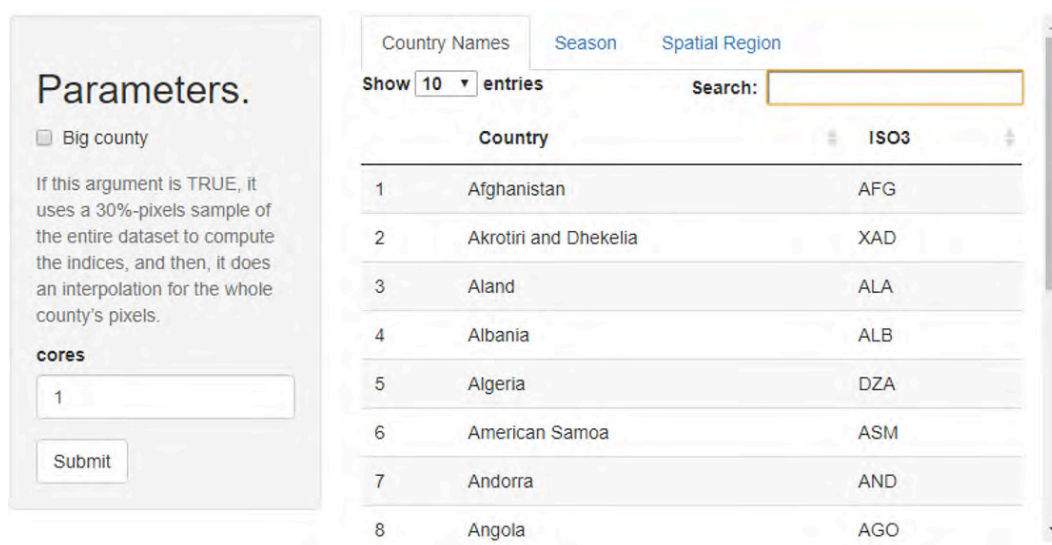 Parameters.
Big county
If this argument is TRUE, it
uses a 30%-pixels sample of
the entire dataset to compute
the indices, and then, it does
an interpolation for the whole
county's pixels.
cores
1
Submit
Country Names Season Spatial Region
Show 10 entries Search:
Country ISO3
1 Afghanistan AFG
2 Akrotiri and Dhekelia XAD
3 Aland ALA
4 Albania ALB
5 Algeria DZA
6 American Samoa ASM
7 Andorra AND
8 Angola AGO